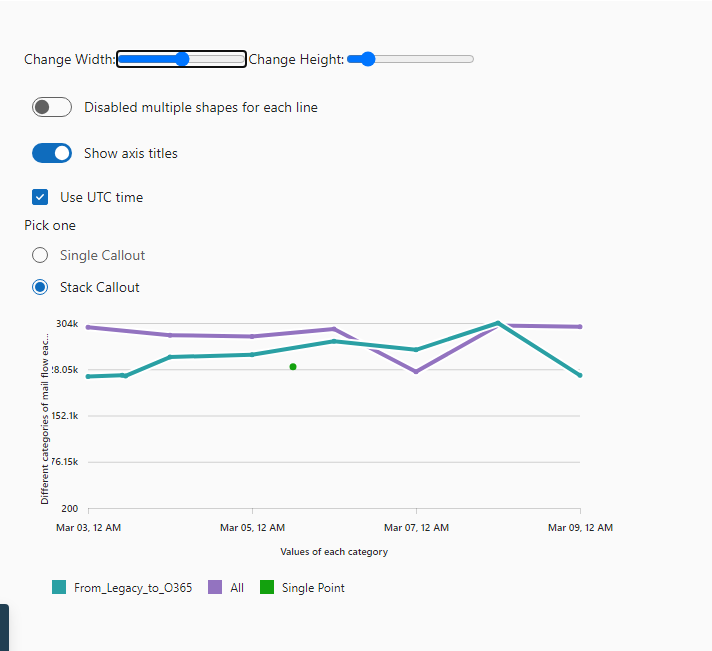 Change Width: Change Height:
Disabled multiple shapes for each line
Show axis titles
Use UTC time
Pick one
Single Callout
Stack Callout
304k
28.05k
152.1k
76.15k
200
Different categories of mail flow eac...
Mar 03, 12 AM Mar 05, 12 AM Mar 07, 12 AM Mar 09, 12 AM
Values of each category
From_Legacy_to_O365 All Single Point